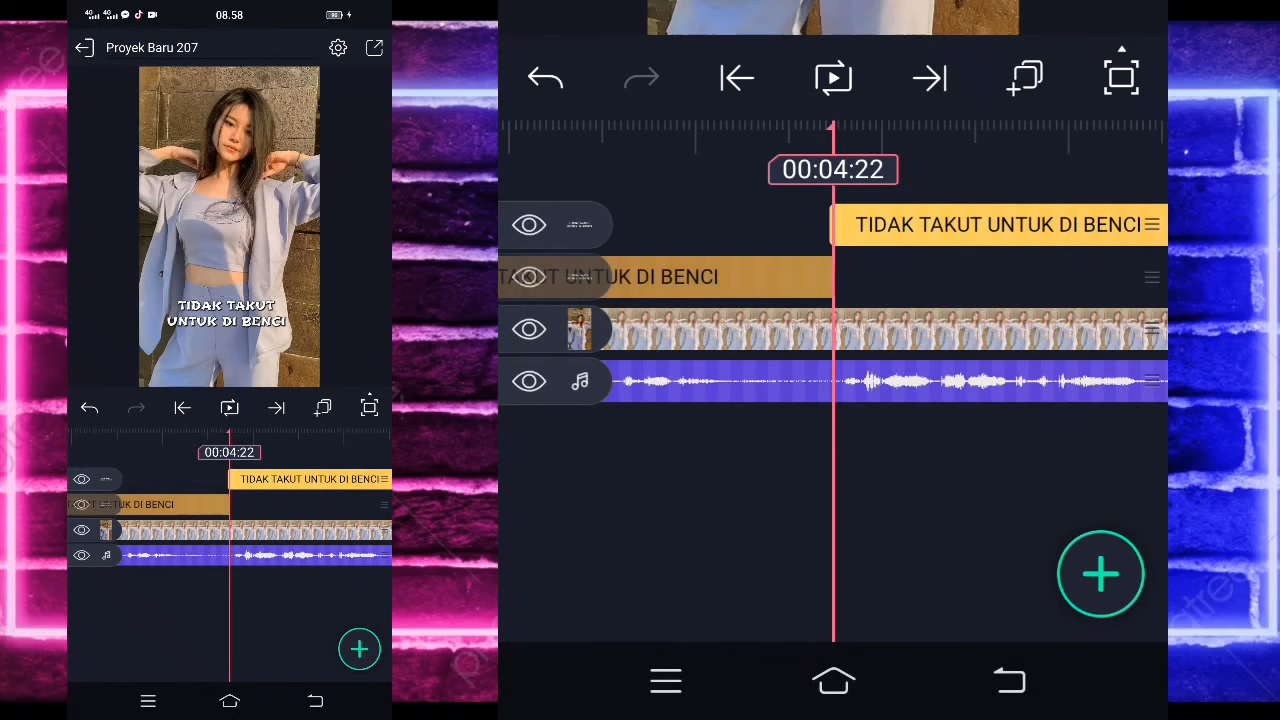 08.58
Proyek Baru 207
TIDAK TAKUT
UNTUK DI BENCI
00:04:22
TIDAK TAKUT UNTUK DI BENCI
UNTUK DI BENCI
00:04:22
TIDAK TAKUT UNTUK DI BENCI
UNTUK DI BENCI